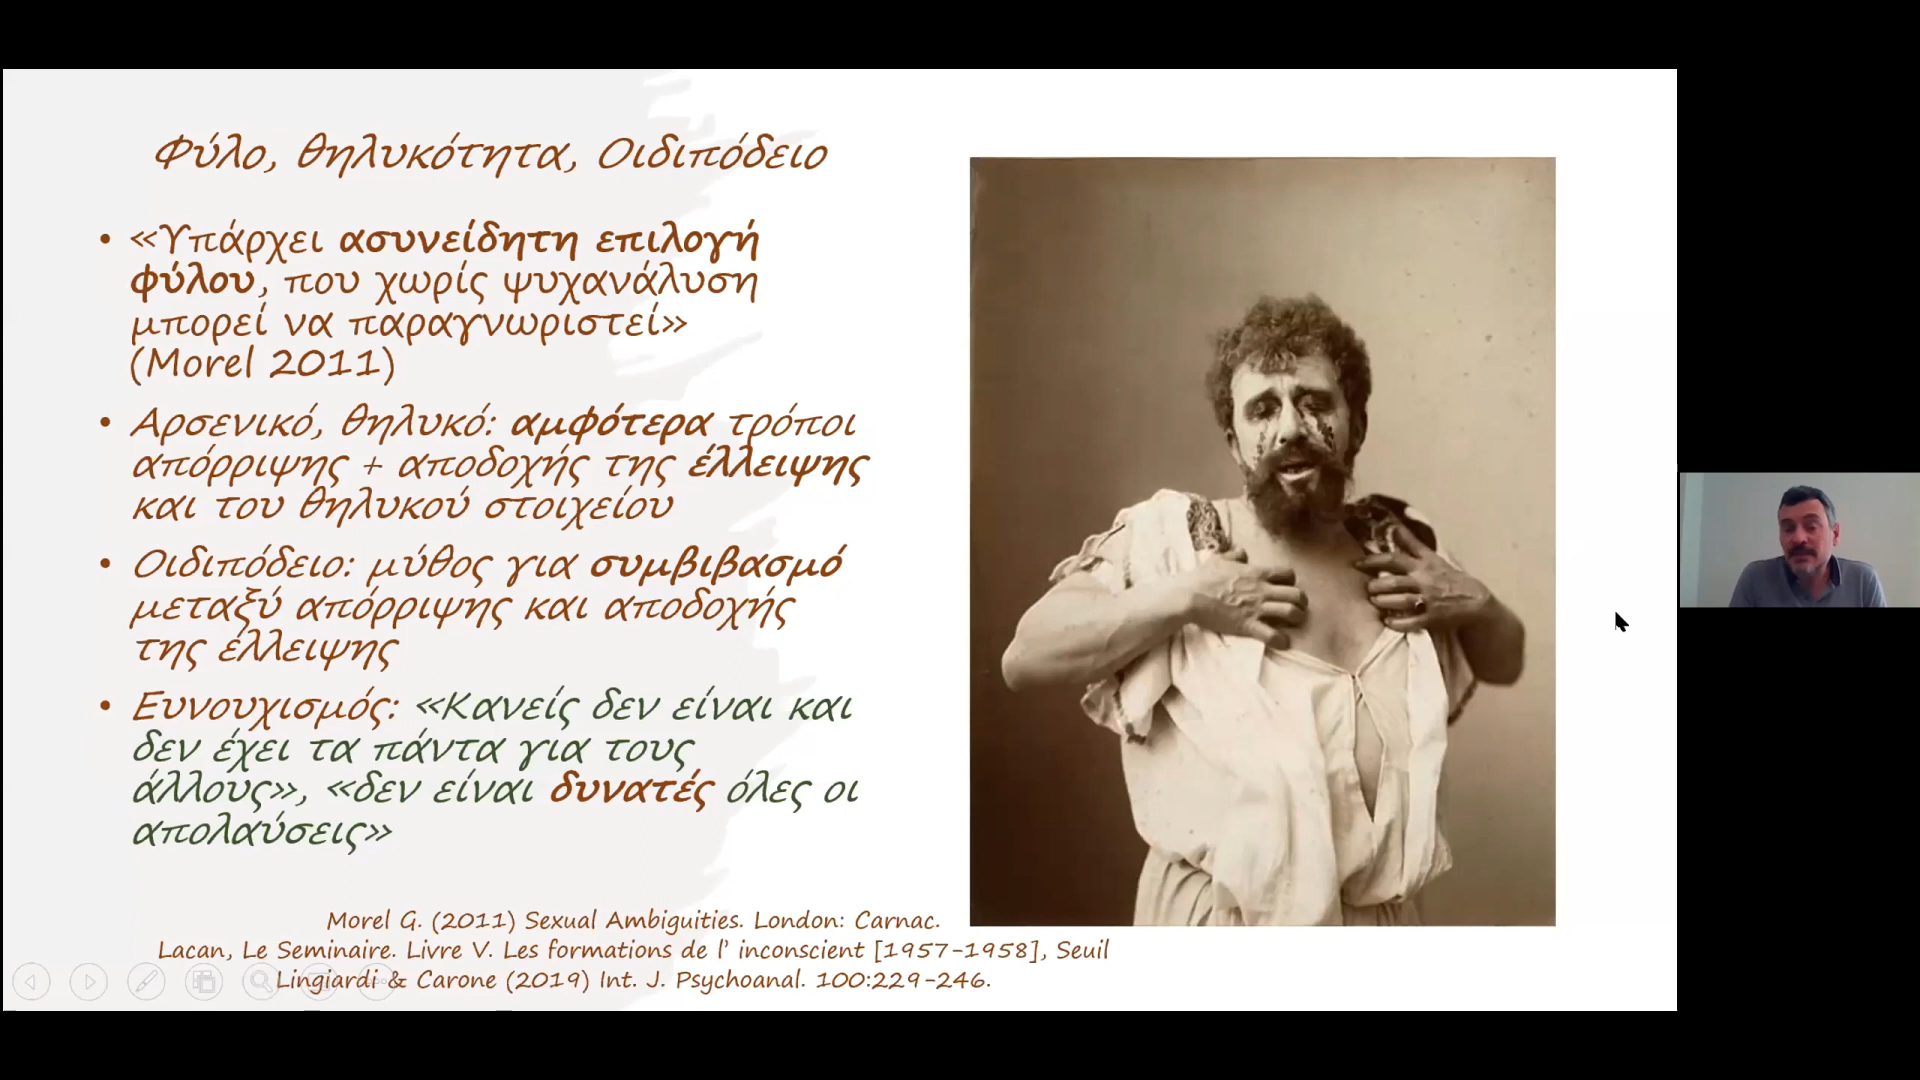 Φύλο, θηλυκότητα, Οιδιπόδειο
• «Υπάρχει ασυνείδητη επιλογή
φύλου, που χωρίς ψυχανάλυση
μπορεί να παραγνωριστεί»
(Morel 2011)
• Αρσενικό, θηλυκό: αμφότερα τρόποι
απόρριψης + αποδοχής της έλλειψης
και του θηλυκού στοιχείου
• Οιδιπόδειο: μύθος για συμβιβασμό
μεταξύ απόρριψης και αποδοχής
της έλλειψης
• Ευνουχισμός: «Κανείς δεν είναι και
δεν έχει τα πάντα για τους
άλλους», «δεν είναι δυνατές όλες οι
απολαύσεις»
Morel G. (2011) Sexual Ambiguities. London: Carnac.
Lacan, Le Seminaire. Livre V. Les formations de l’ inconscient [1957-1958], Seuil
Lingiardi & Carone (2019) Int. J. Psychoanal. 100:229-246.